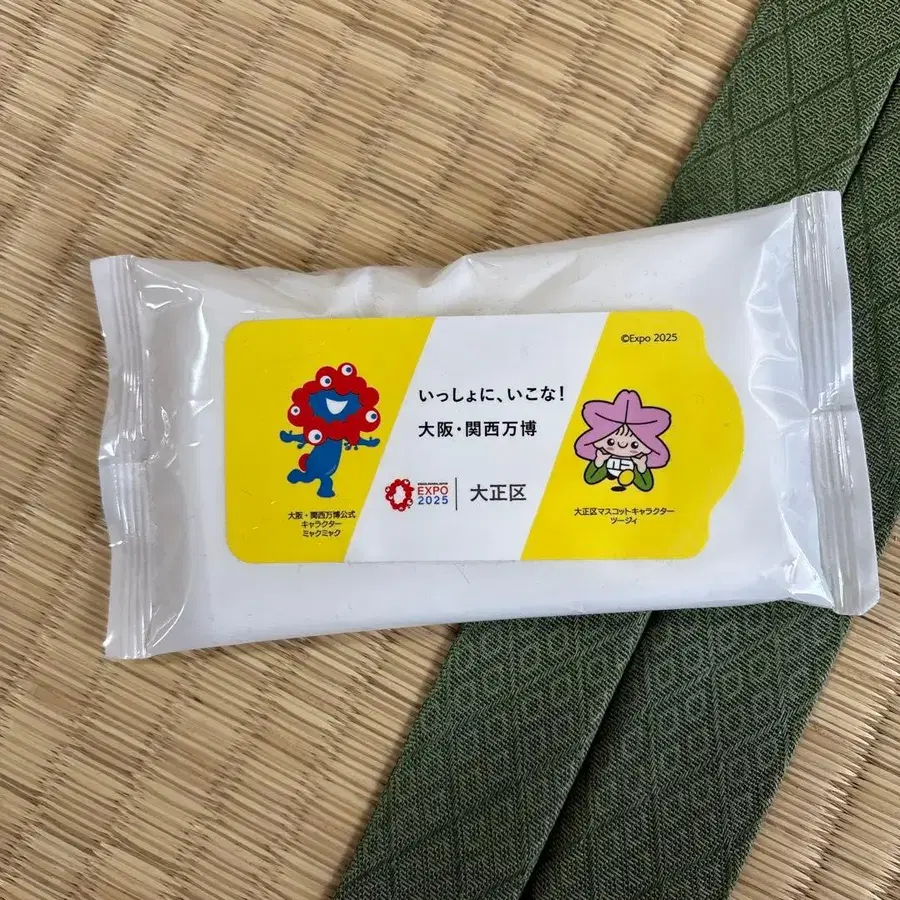 ©Expo 2025
いっしょに、いこな!
大阪・関西万博
EXPO
2025
大正区
大阪・関西万博公式
キャラクター
ミャクミャク
大正区マスコットキャラクター
ツージィ